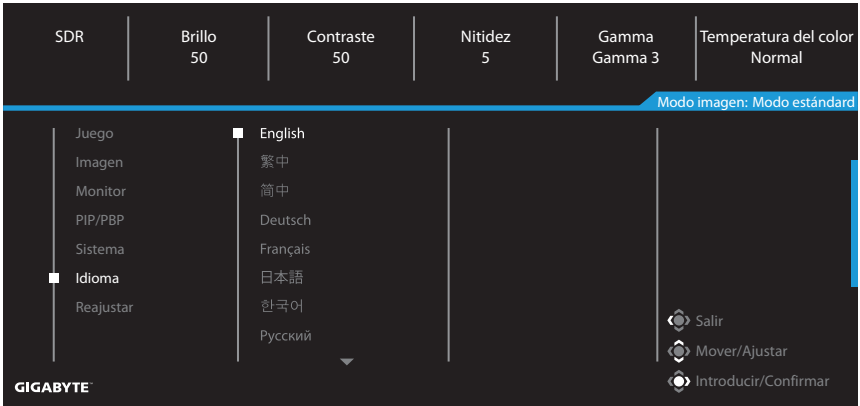 SDR
Brillo
50
Contraste
50
Nitidez
5
Gamma
Gamma 3
Temperatura del color
Normal
Modo imagen: Modo estándard
Juego
Imagen
Monitor
PIP/PBP
Sistema
Idioma
Reajustar
English
繁中
简中
Deutsch
Français
日本語
한국어
Русский
Salir
Mover/Ajustar
Introducir/Confirmar
GIGABYTE™